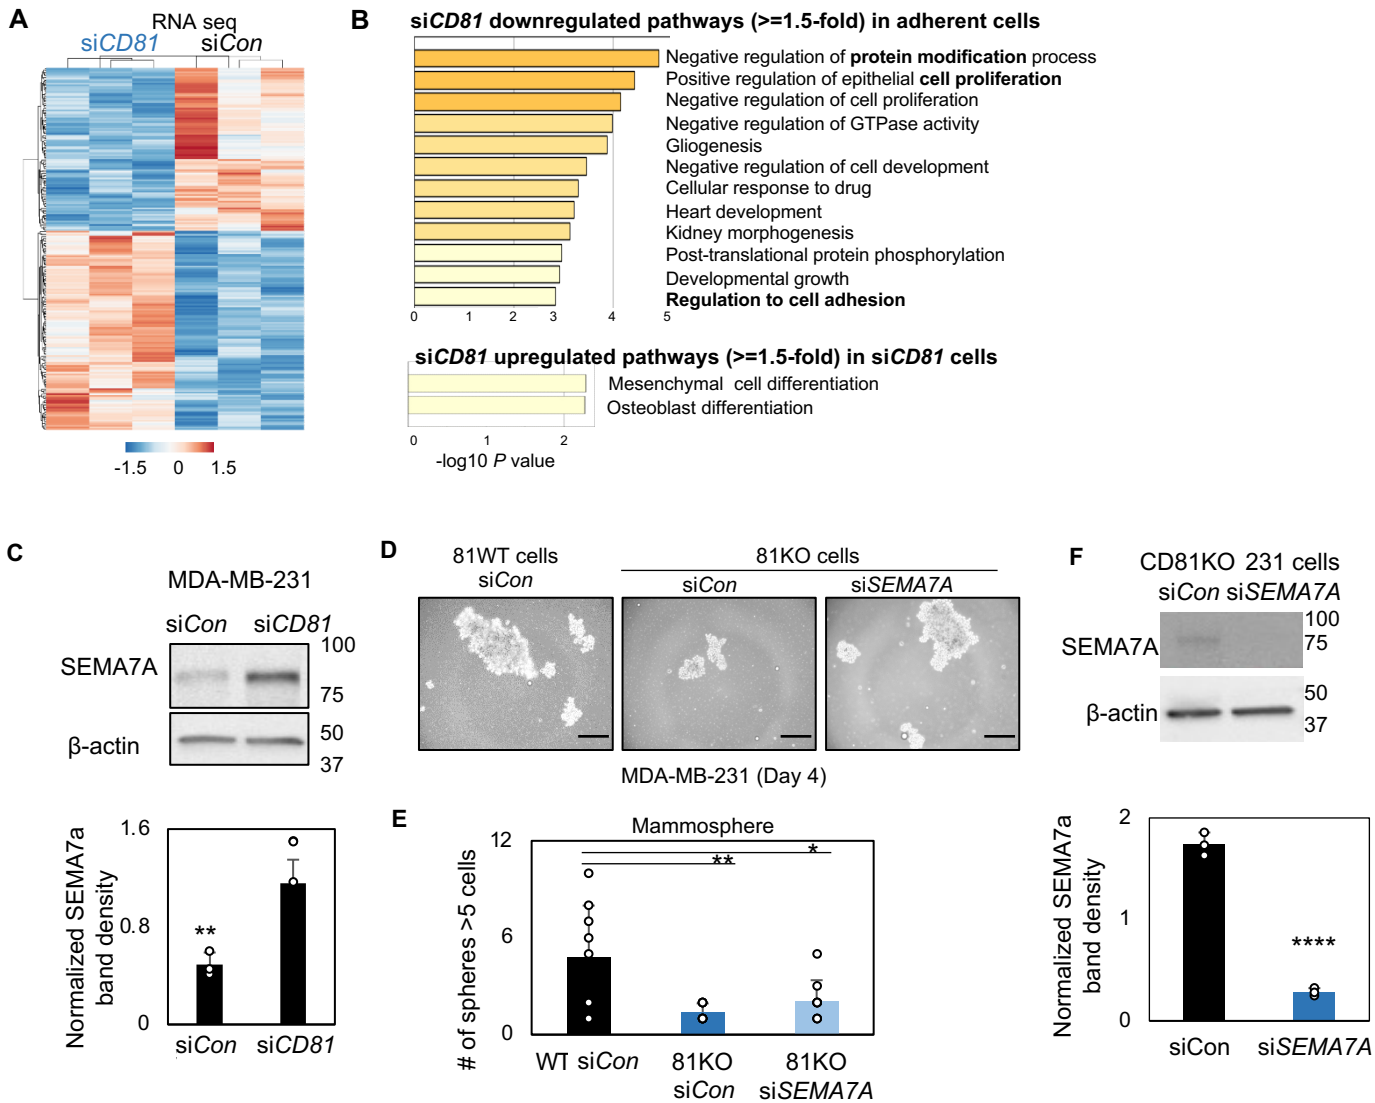 A
RNA seq
siCD81
siCon
-1.5 0 1.5
B
siCD81 downregulated pathways (>=1.5-fold) in adherent cells
Negative regulation of protein modification process
Positive regulation of epithelial cell proliferation
Negative regulation of cell proliferation
Negative regulation of GTPase activity
Gliogenesis
Negative regulation of cell development
Cellular response to drug
Heart development
Kidney morphogenesis
Post-translational protein phosphorylation
Developmental growth
Regulation to cell adhesion
0 1 2 3 4 5
siCD81 upregulated pathways (>=1.5-fold) in siCD81 cells
Mesenchymal cell differentiation
Osteoblast differentiation
0 1 2
-log10 P value
C
MDA-MB-231
siCon siCD81
SEMA7A
100
75
β-actin
50
37
Normalized SEMA7a
band density
1.6
0.8
0
**
siCon siCD81
D
81WT cells
siCon
81KO cells
siCon
siSEMA7A
MDA-MB-231 (Day 4)
E
Mammosphere
# of spheres >5 cells
12
6
0
**
*
WT siCon
81KO
siCon
81KO
siSEMA7A
F
CD81KO 231 cells
siCon siSEMA7A
SEMA7A
100
75
β-actin
50
37
Normalized SEMA7a
band density
2
1
0
****
siCon
siSEMA7A